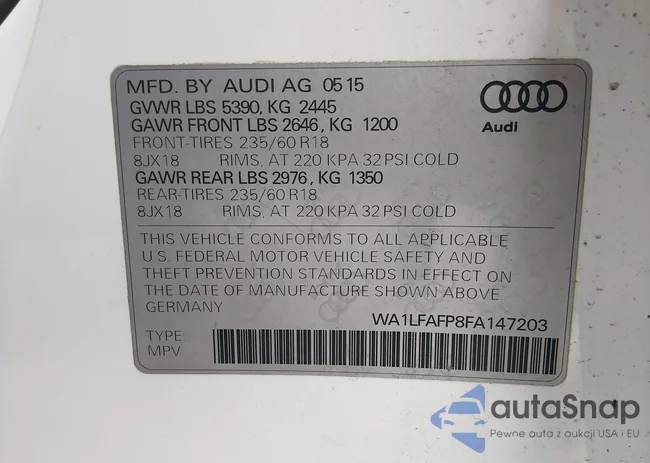 MFD. BY AUDI AG 05 15
GVWR LBS 5390, KG 2445
GAWR FRONT LBS 2646, KG 1200
FRONT-TIRES 235/60 R18
8JX18 RIMS, AT 220 KPA 32 PSI COLD
GAWR REAR LBS 2976, KG 1350
REAR-TIRES 235/60 R18
8JX18 RIMS, AT 220 KPA 32 PSI COLD
Audi
THIS VEHICLE CONFORMS TO ALL APPLICABLE
U.S. FEDERAL MOTOR VEHICLE SAFETY AND
THEFT PREVENTION STANDARDS IN EFFECT ON
THE DATE OF MANUFACTURE SHOWN ABOVE.
GERMANY
WA1LFAFP8FA147203
TYPE:
MPV
autaSnap
Pewne auta z aukcji USA i EU